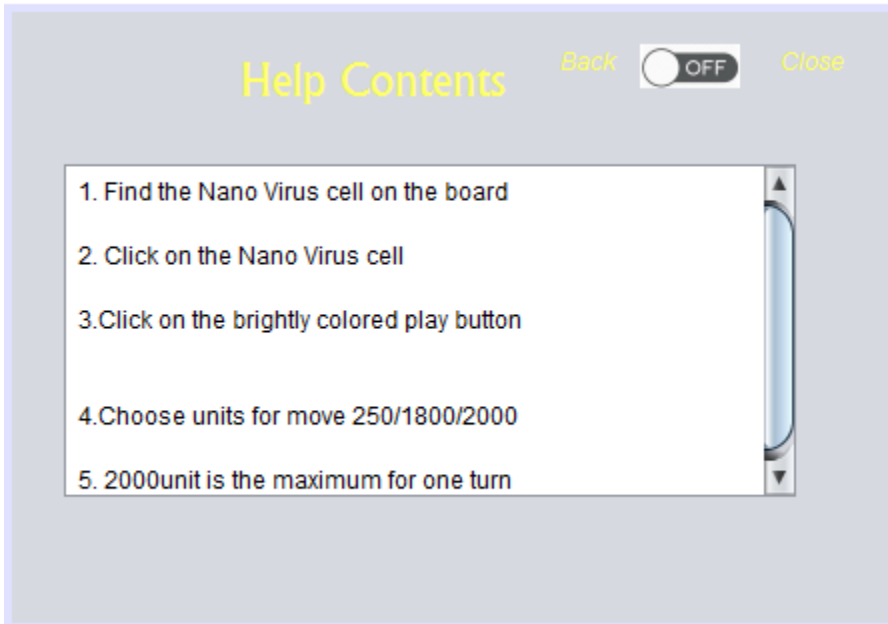 Help Contents
Back
OFF
Close
1. Find the Nano Virus cell on the board
2. Click on the Nano Virus cell
3.Click on the brightly colored play button
4.Choose units for move 250/1800/2000
5. 2000unit is the maximum for one turn